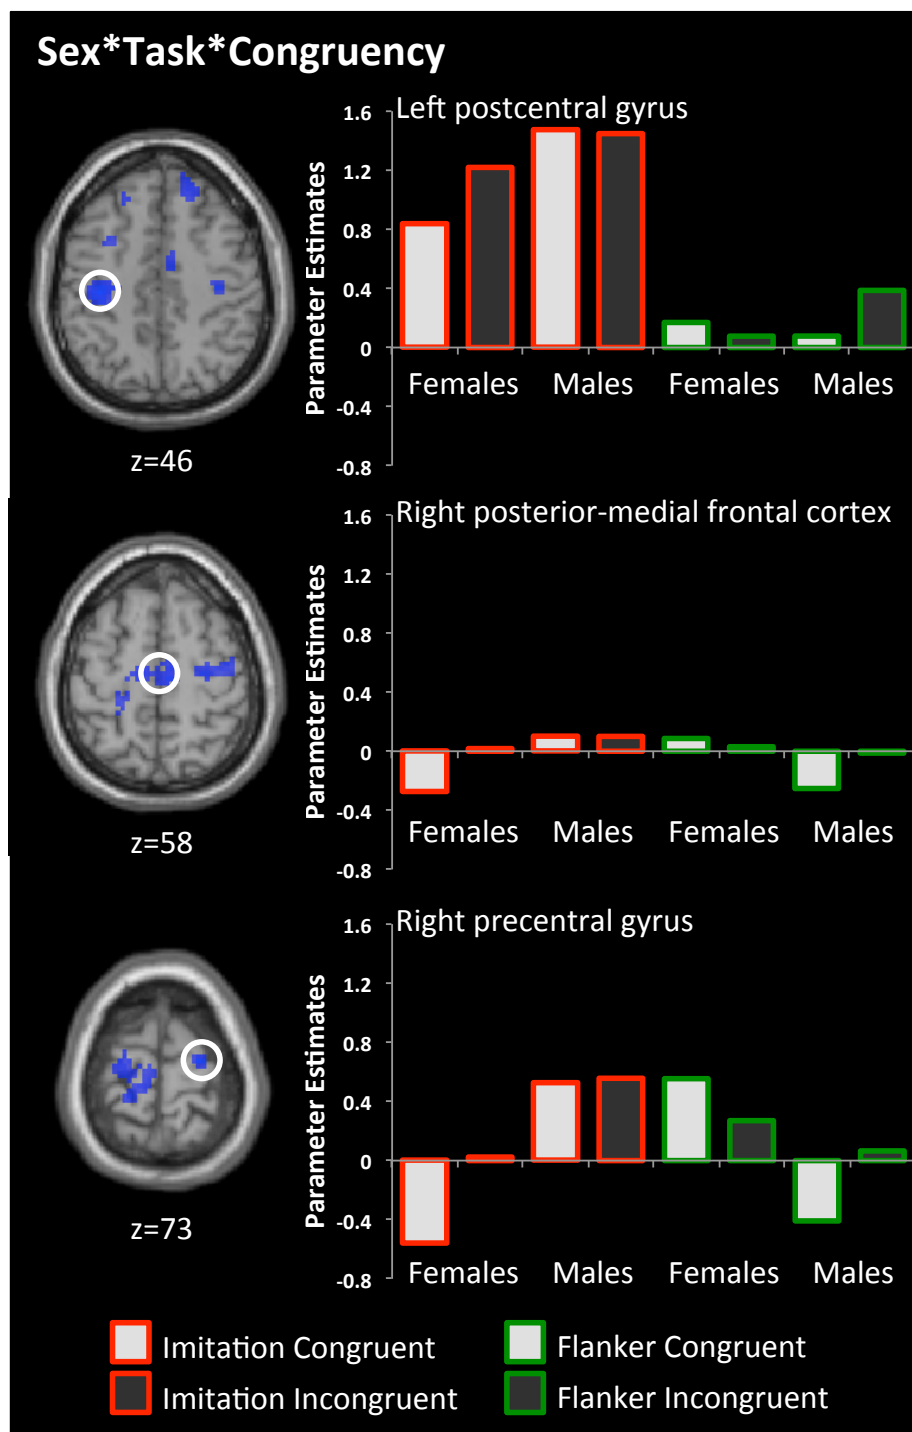 Sex*Task*Congruency
Left postcentral gyrus
Parameter Estimates
1.6
1.2
0.8
0.4
0
-0.4
-0.8
Females Males Females Males
z=46
Right posterior-medial frontal cortex
Parameter Estimates
1.6
1.2
0.8
0.4
0
-0.4
-0.8
Females Males Females Males
z=58
Right precentral gyrus
Parameter Estimates
1.6
1.2
0.8
0.4
0
-0.4
-0.8
Females Males Females Males
z=73
Imitation Congruent
Flanker Congruent
Imitation Incongruent
Flanker Incongruent